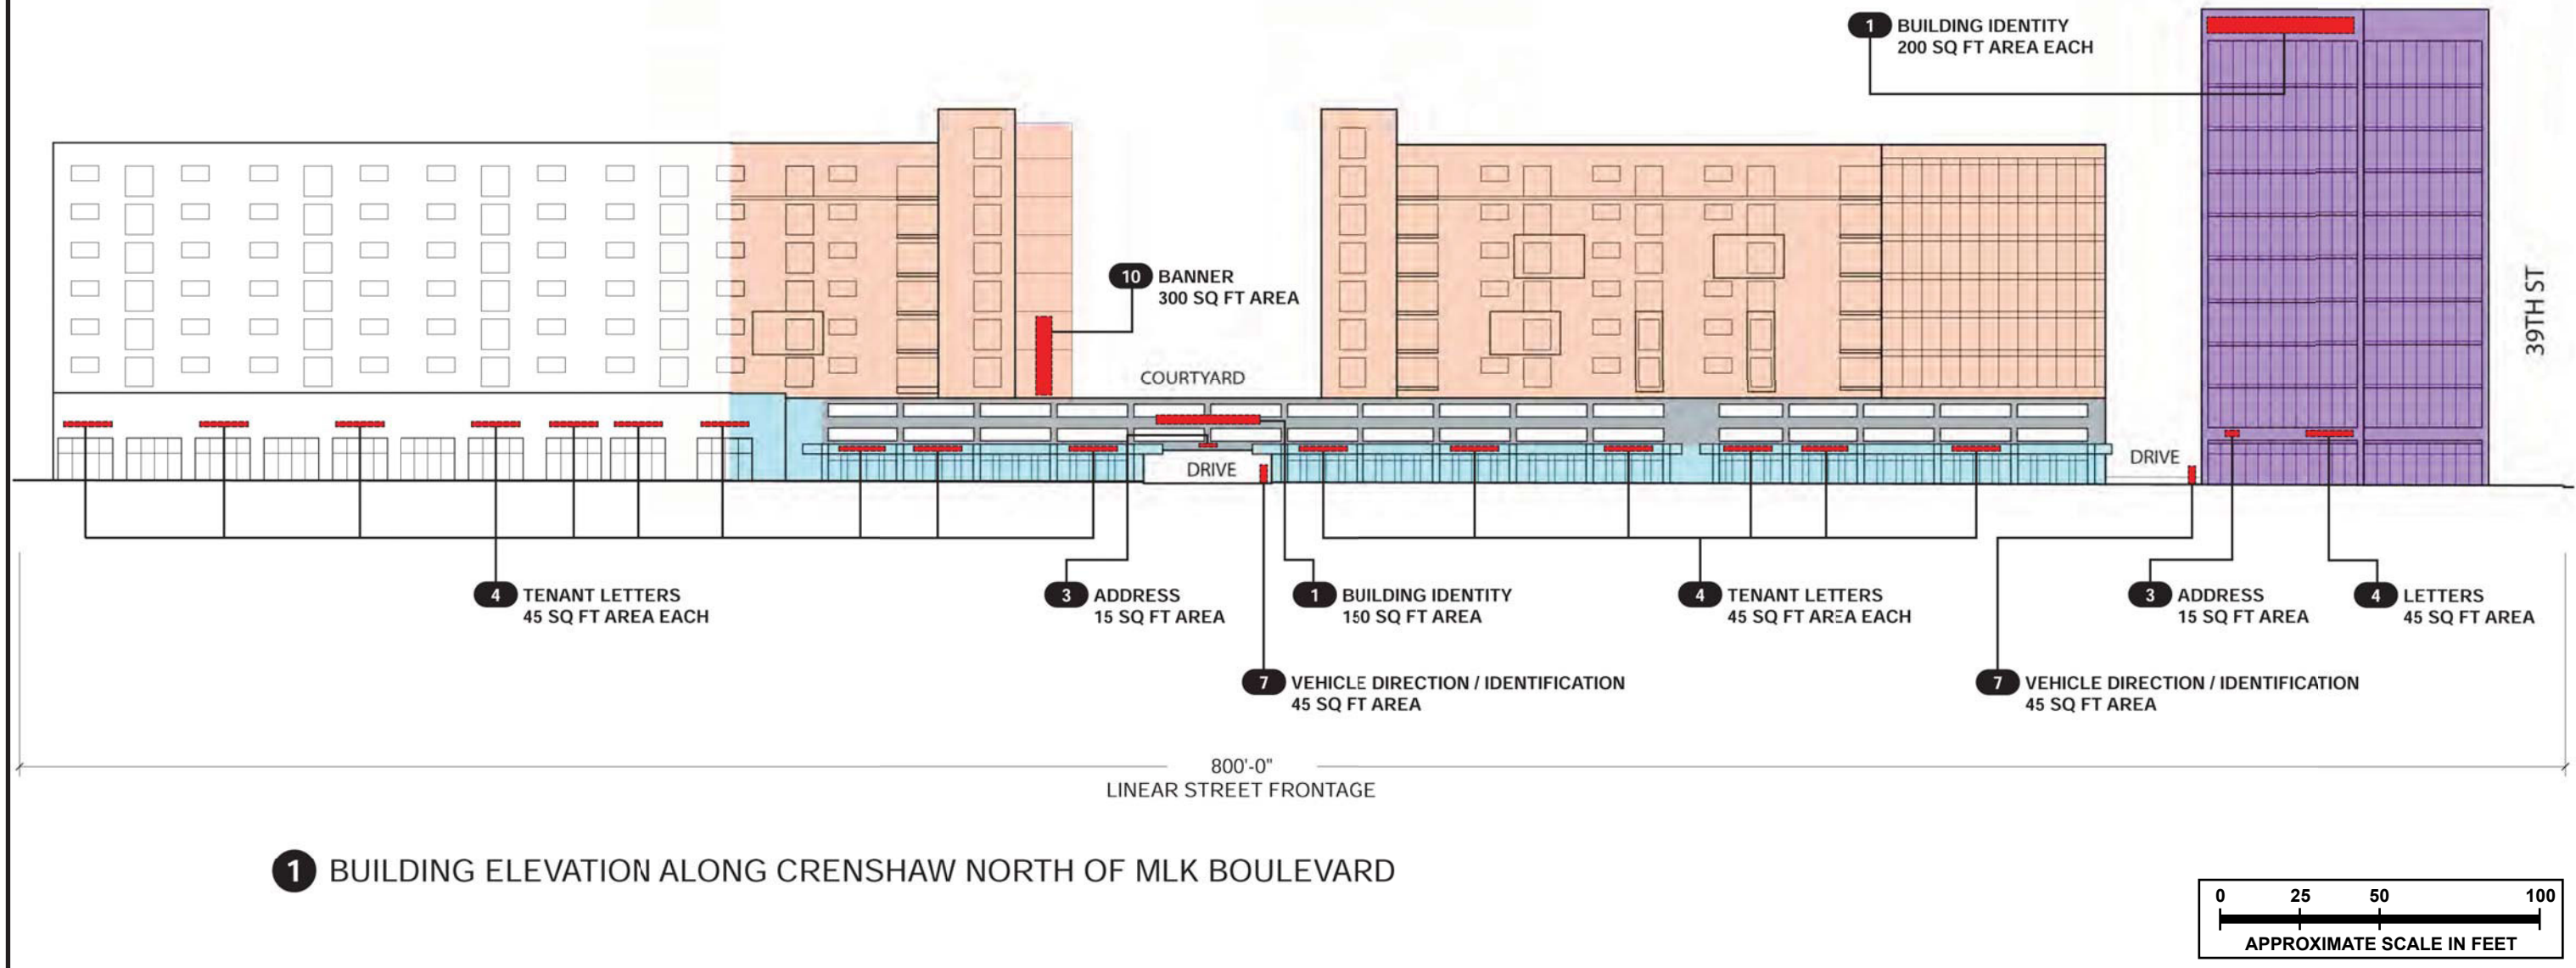 1 BUILDING IDENTITY
200 SQ FT AREA EACH
10 BANNER
300 SQ FT AREA
COURTYARD
39TH ST
DRIVE
DRIVE
4 TENANT LETTERS
45 SQ FT AREA EACH
3 ADDRESS
15 SQ FT AREA
1 BUILDING IDENTITY
150 SQ FT AREA
4 TENANT LETTERS
45 SQ FT AREA EACH
3 ADDRESS
15 SQ FT AREA
4 LETTERS
45 SQ FT AREA
7 VEHICLE DIRECTION / IDENTIFICATION
45 SQ FT AREA
7 VEHICLE DIRECTION / IDENTIFICATION
45 SQ FT AREA
800'-0"
LINEAR STREET FRONTAGE
1 BUILDING ELEVATION ALONG CRENSHAW NORTH OF MLK BOULEVARD
0 25 50 100
APPROXIMATE SCALE IN FEET